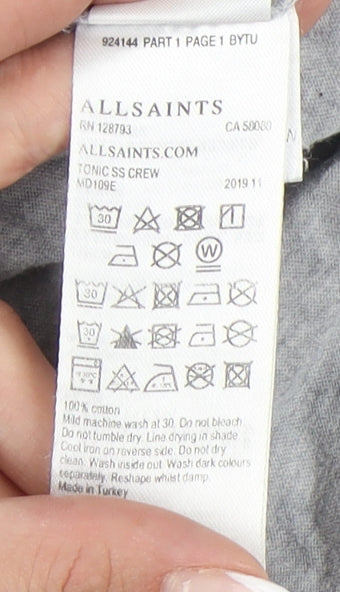 924144 PART 1 PAGE 1 BYTU
ALLSAINTS
RN 128793
ALLSAINTS.COM
TONIC SS CREW
MD109E 2019 11
30
W
30
30
100% cotton
Mild machine wash at 30. Do not bleach.
Do not tumble dry. Line drying in shade
Cool iron on reverse side. Do not dry
clean. Wash inside out. Wash dark colours
separately. Reshape whilst damp.
Made in Turkey